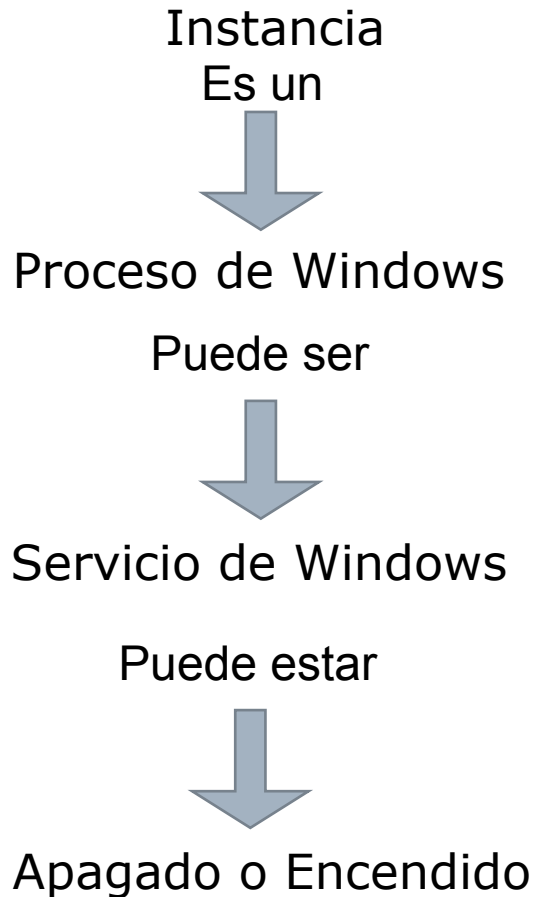 Instancia
Es un
Proceso de Windows
Puede ser
Servicio de Windows
Puede estar
Apagado o Encendido